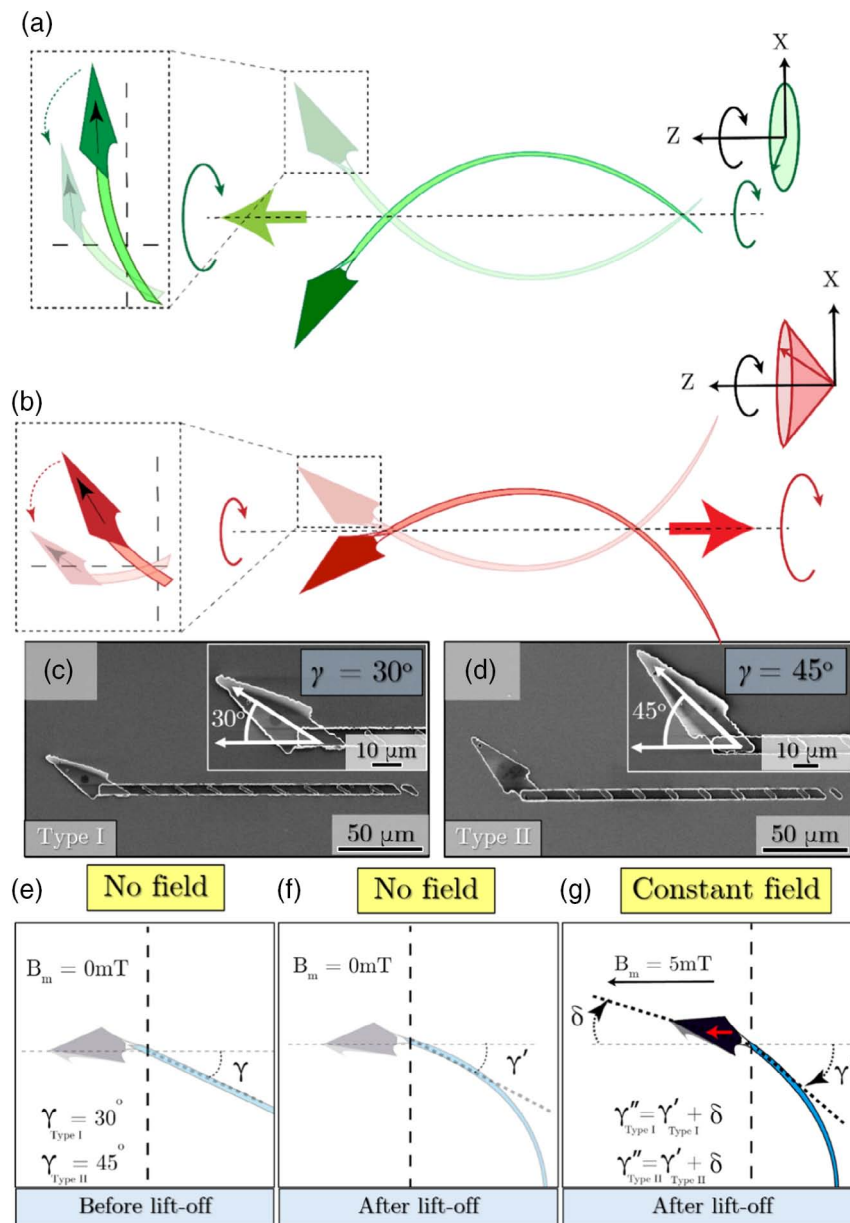 (a)
X
Z
X
(b)
Z
(c)
γ = 30°
30°
10 μm
Type I
50 μm
(d)
γ = 45°
45°
10 μm
Type II
50 μm
(e)
No field
(f)
No field
(g)
Constant field
B_m = 0mT
B_m = 0mT
B_m = 5mT
δ
γ
γ′
γ
γ_Type I = 30°
γ_Type II = 45°
γ″_Type I = γ′_Type I + δ
γ″_Type II = γ′_Type II + δ
Before lift-off
After lift-off
After lift-off